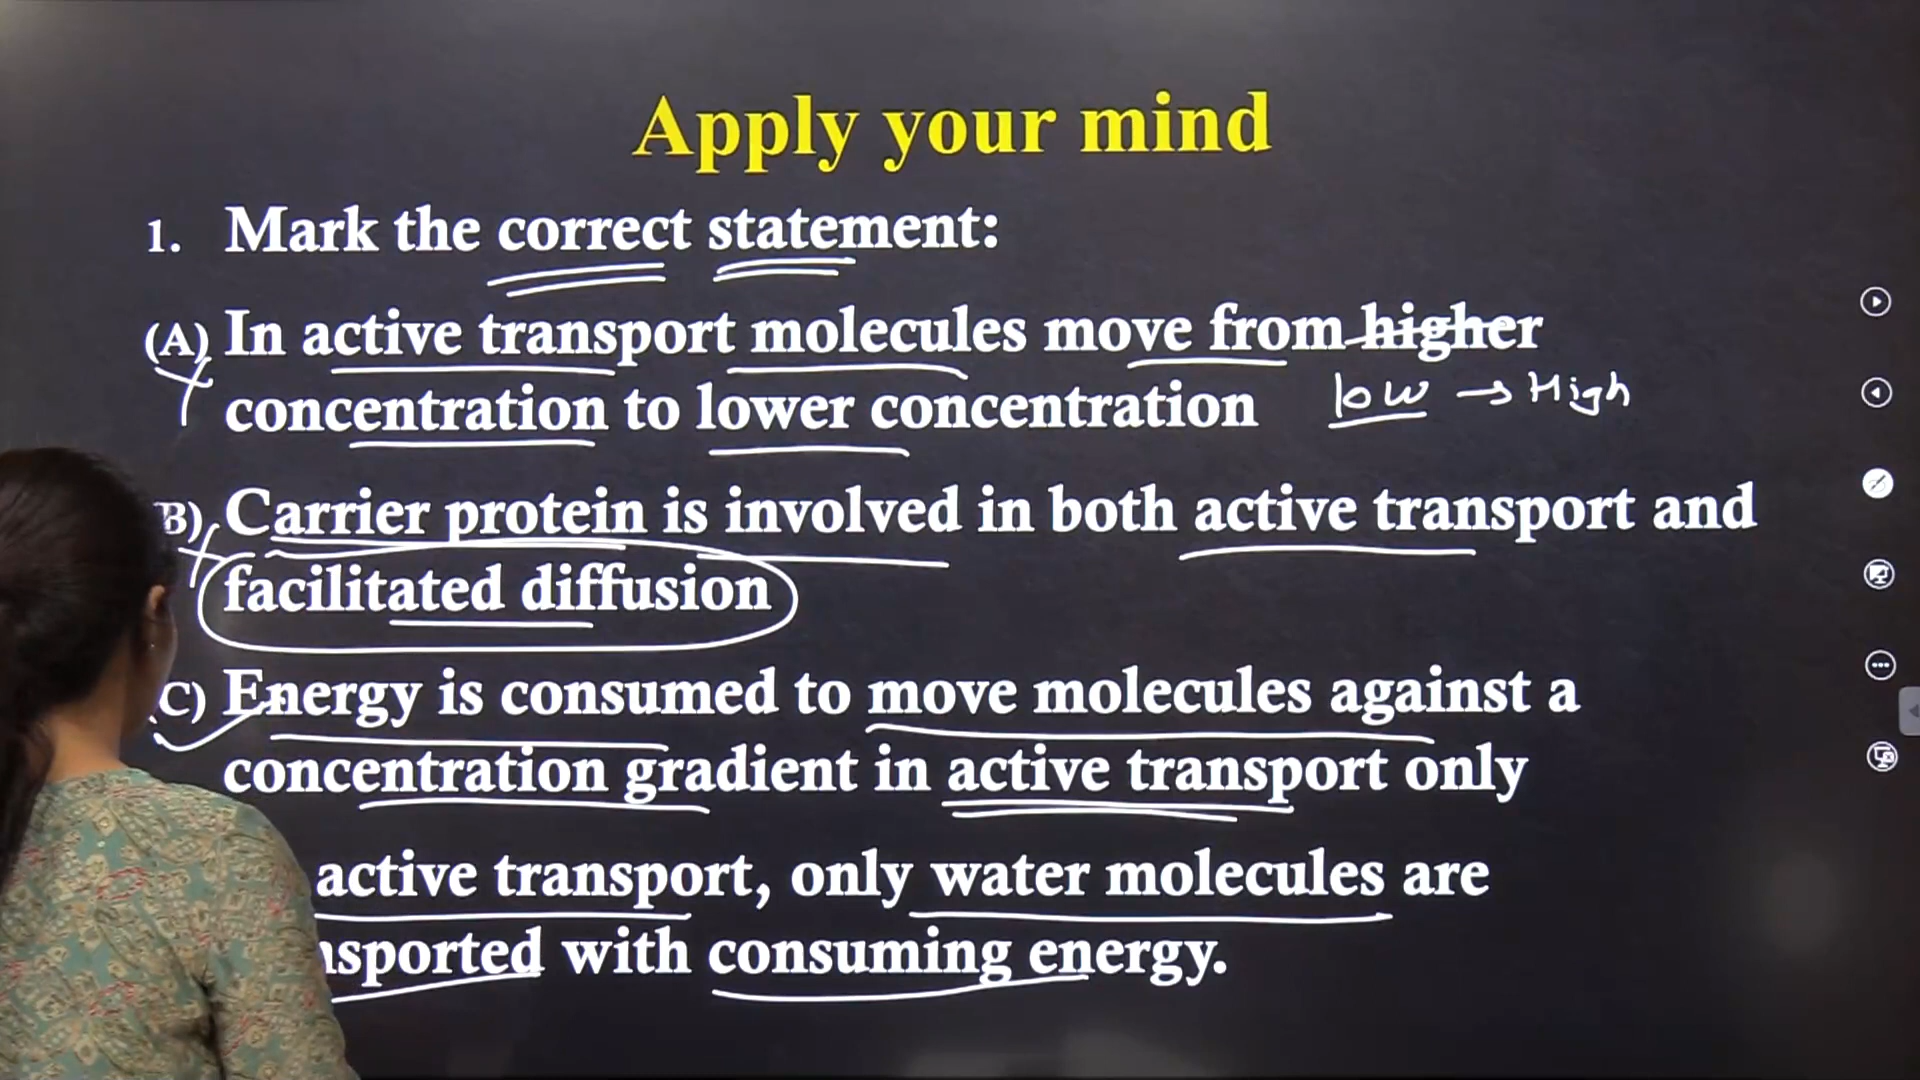 Apply your mind
1. Mark the correct statement:
(A) In active transport molecules move from higher
concentration to lower concentration low → High
B) Carrier protein is involved in both active transport and
facilitated diffusion
C) Energy is consumed to move molecules against a
concentration gradient in active transport only
active transport, only water molecules are
nsported with consuming energy.